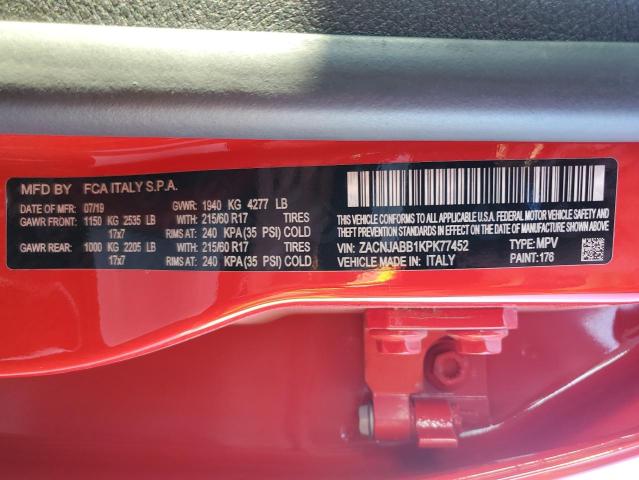 MFD BY FCA ITALY S.P.A.
DATE OF MFR: 07/19 GVWR: 1940 KG 4277 LB
GAWR FRONT: 1150 KG 2535 LB WITH: 215/60 R17 TIRES
17x7 RIMS AT: 240 KPA(35 PSI) COLD
GAWR REAR: 1000 KG 2205 LB WITH: 215/60 R17 TIRES
17x7 RIMS AT: 240 KPA(35 PSI) COLD
THIS VEHICLE CONFORMS TO ALL APPLICABLE U.S.A. FEDERAL MOTOR VEHICLE SAFETY, BUMPER, AND
THEFT PREVENTION STANDARDS IN EFFECT ON THE DATE OF MANUFACTURE SHOWN ABOVE
VIN: ZACNJABB1KPK77452 TYPE: MPV
VEHICLE MADE IN: ITALY PAINT: 176